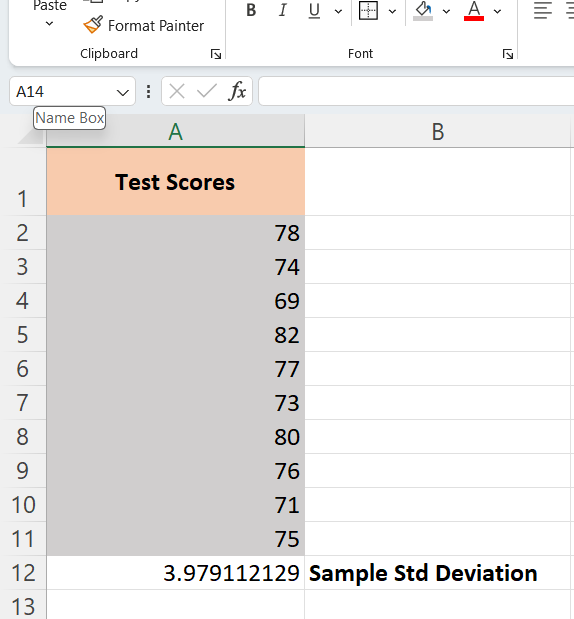 Paste
Format Painter
B I U A
Clipboard
Font
A14
fx
Name Box
A B
1 Test Scores
2 78
3 74
4 69
5 82
6 77
7 73
8 80
9 76
10 71
11 75
12 3.979112129 Sample Std Deviation
13